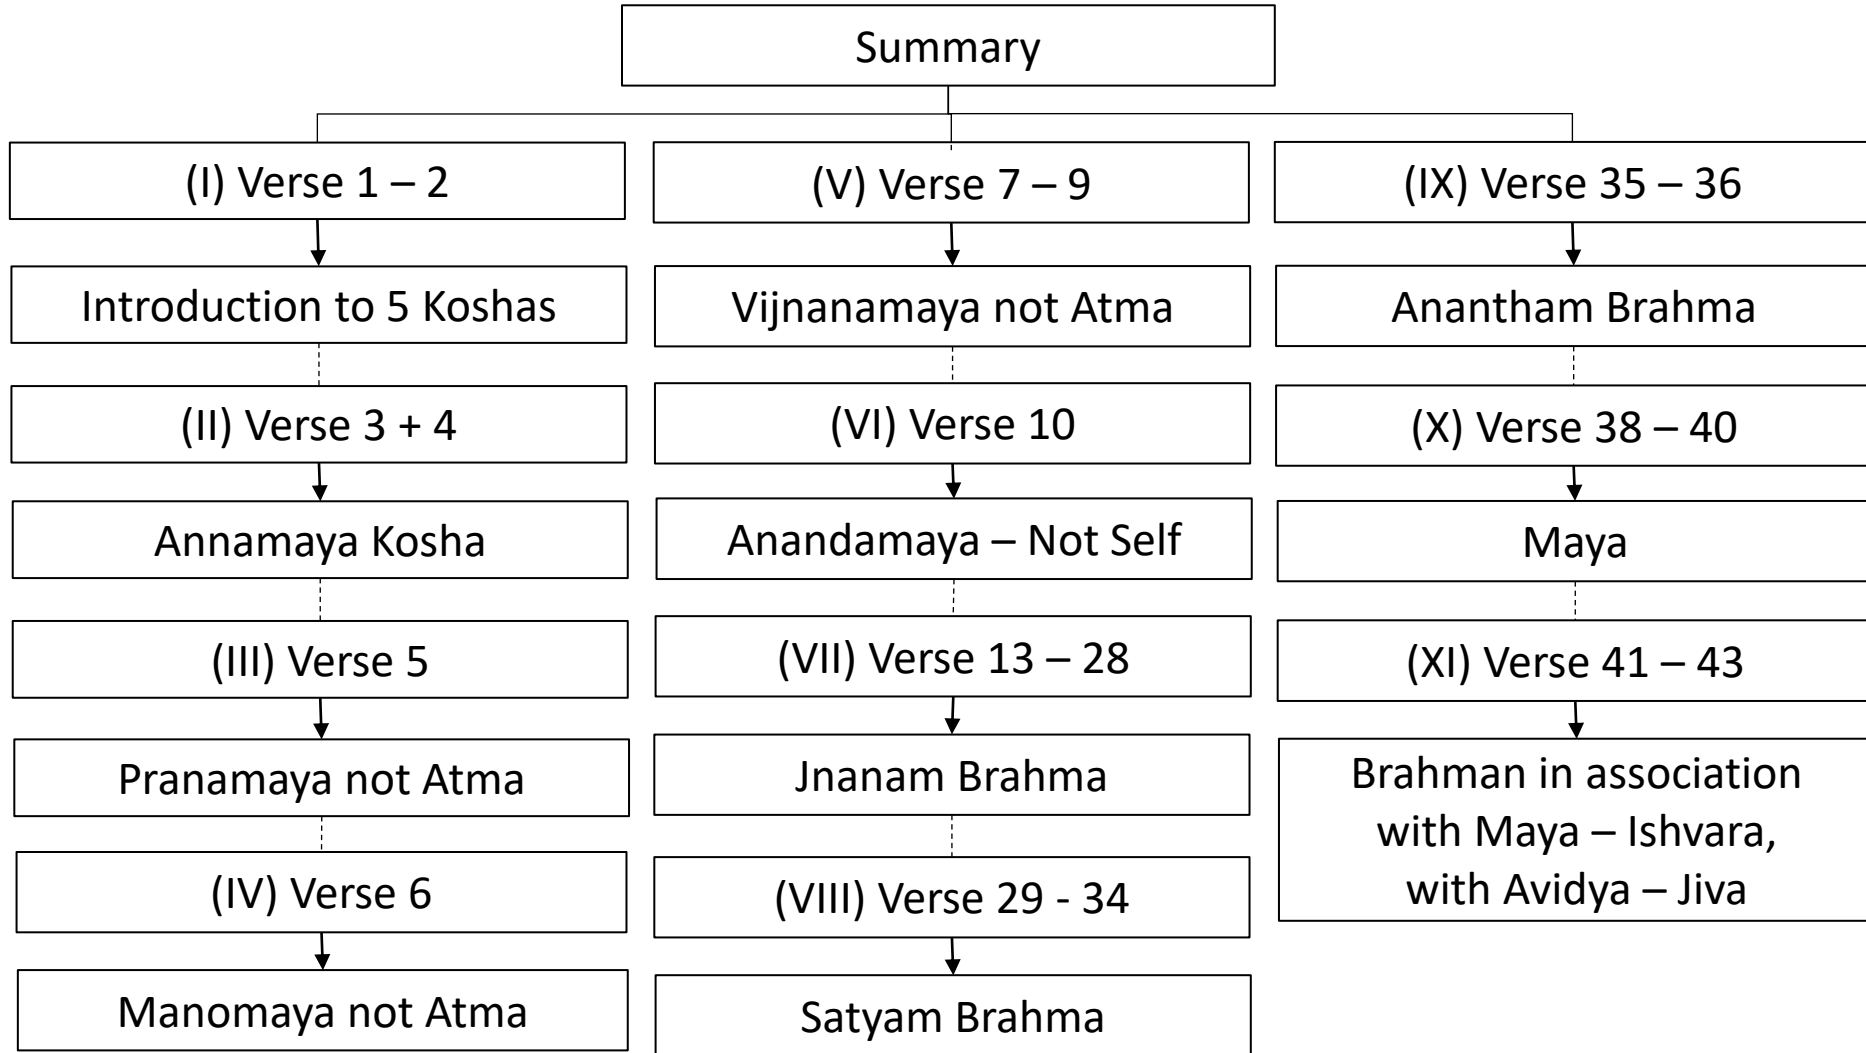 Summary
(I) Verse 1 – 2
Introduction to 5 Koshas
(II) Verse 3 + 4
Annamaya Kosha
(III) Verse 5
Pranamaya not Atma
(IV) Verse 6
Manomaya not Atma
(V) Verse 7 – 9
Vijnanamaya not Atma
(VI) Verse 10
Anandamaya – Not Self
(VII) Verse 13 – 28
Jnanam Brahma
(VIII) Verse 29 - 34
Satyam Brahma
(IX) Verse 35 – 36
Anantham Brahma
(X) Verse 38 – 40
Maya
(XI) Verse 41 – 43
Brahman in association
with Maya – Ishvara,
with Avidya – Jiva